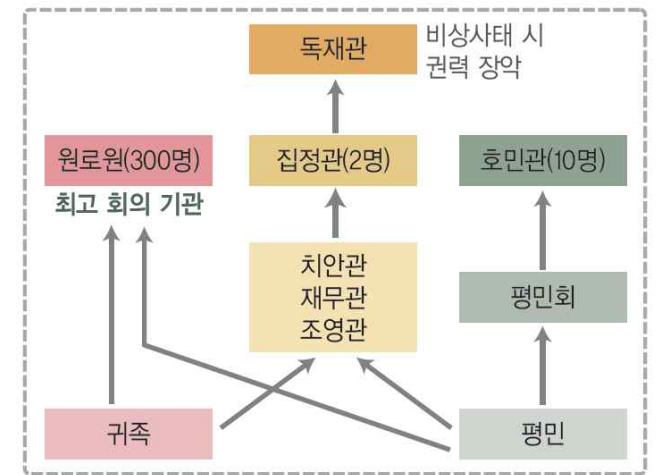 독재관
비상사태 시
권력 장악
원로원(300명)
집정관(2명)
호민관(10명)
최고 회의 기관
치안관
재무관
조영관
평민회
귀족
평민